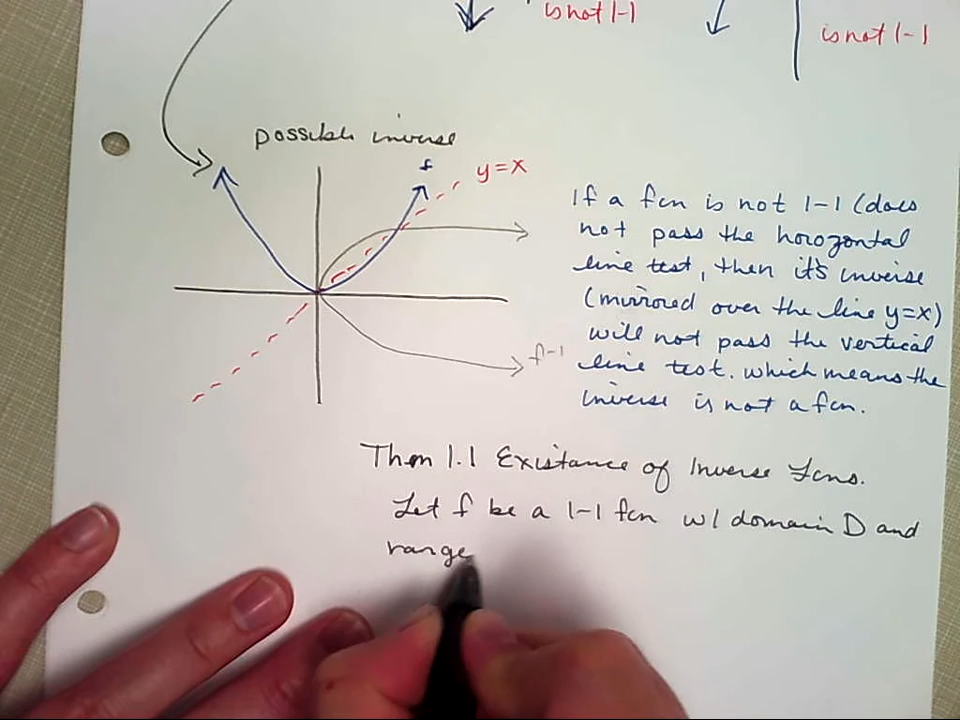 is not 1-1
is not 1-1
possible inverse
f
y=x
f-1
If a fcn is not 1-1 (does
not pass the horozontal
line test, then it's inverse
(mirrored over the line y=x)
will not pass the vertical
line test. which means the
inverse is not a fcn.
Thm 1.1 Existance of Inverse Fcns.
Let f be a 1-1 fcn w/ domain D and
range